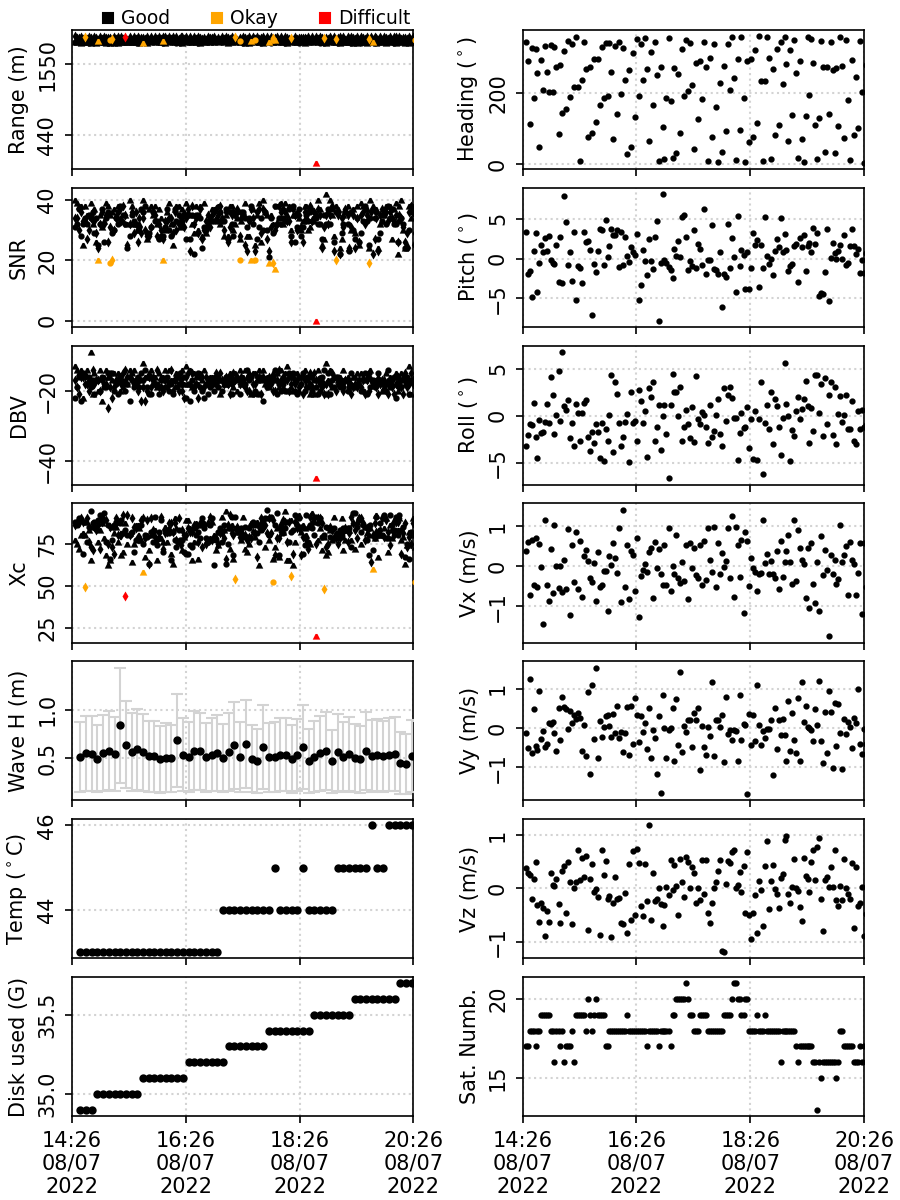 Good Okay Difficult
Range (m)
1550
440
Heading (°)
200
0
SNR
40
20
0
Pitch (°)
5
0
−5
DBV
−20
−40
Roll (°)
5
0
−5
Xc
75
50
25
Vx (m/s)
1
0
−1
Wave H (m)
1.0
0.5
Vy (m/s)
1
0
−1
Temp (°C)
46
44
Vz (m/s)
1
0
−1
Disk used (G)
35.5
35.0
Sat. Numb.
20
15
14:26 16:26 18:26 20:26 14:26 16:26 18:26 20:26
08/07 08/07 08/07 08/07 08/07 08/07 08/07 08/07
2022 2022 2022 2022 2022 2022 2022 2022